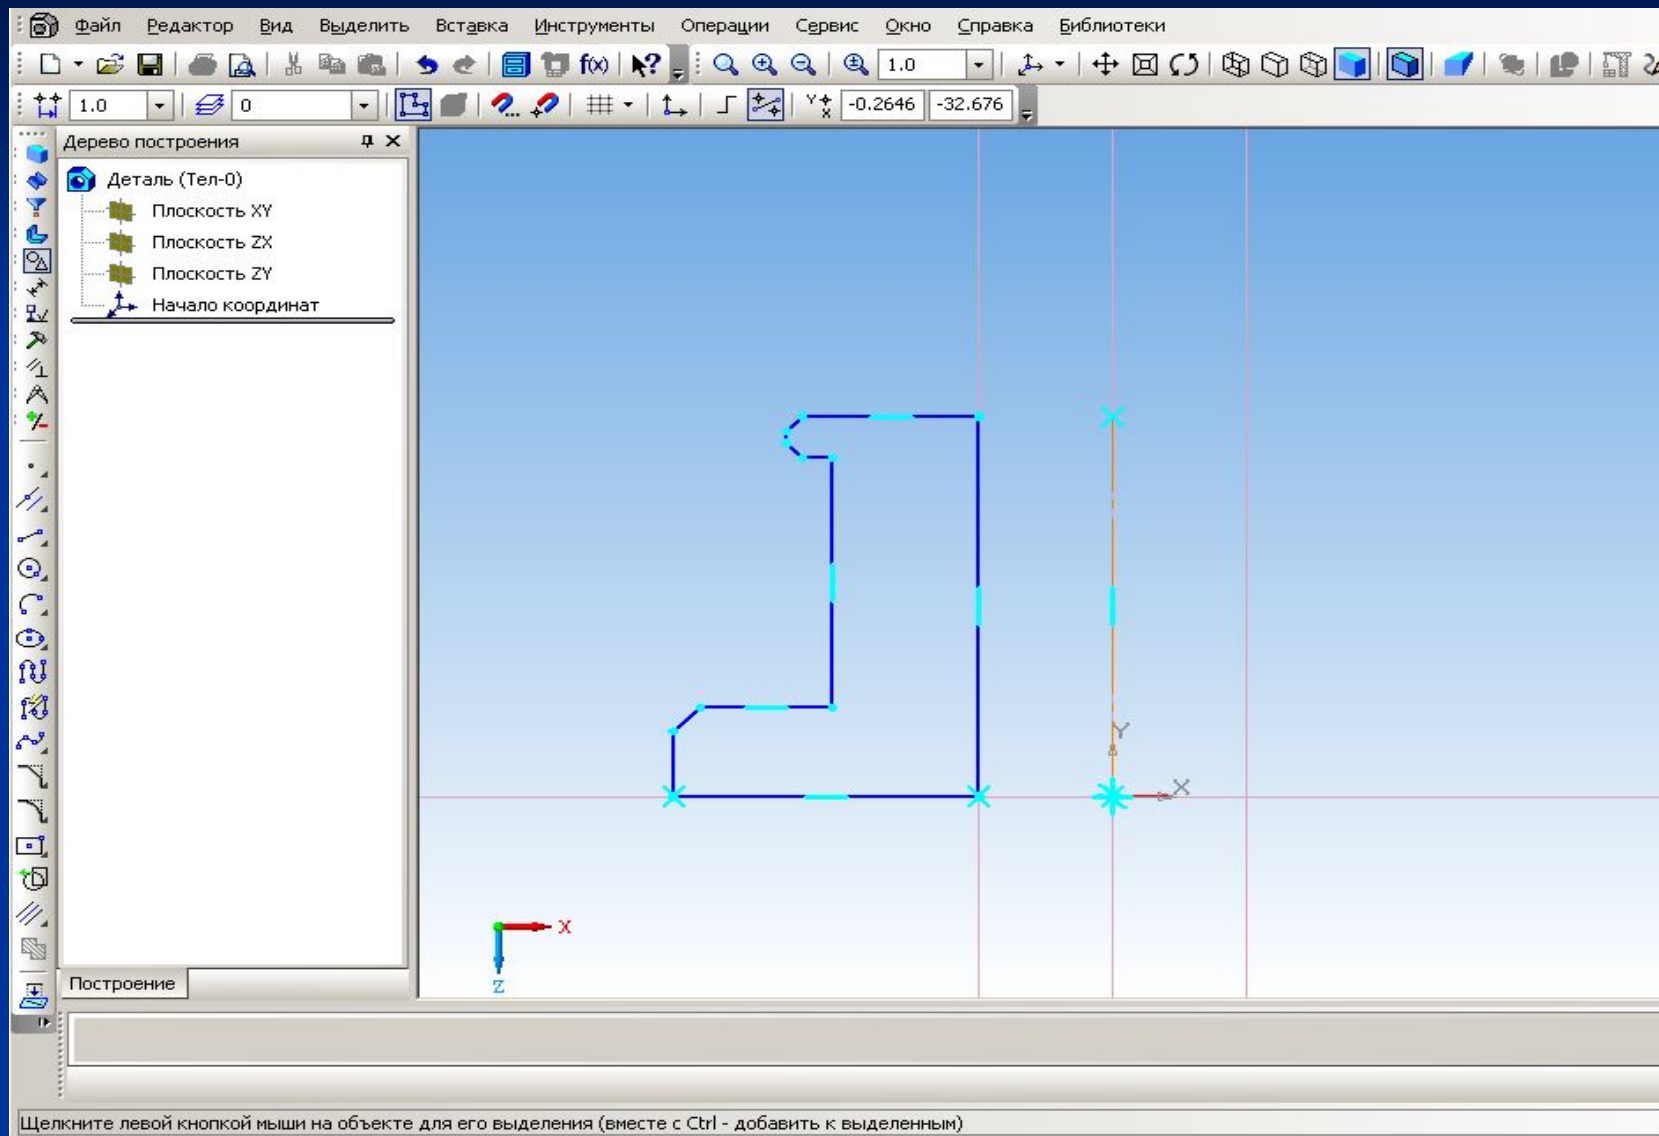 Файл Редактор Вид Выделить Вставка Инструменты Операции Сервис Окно Справка Библиотеки
f(x) 1.0
1.0 0 Y X -0.2646 -32.676
Дерево построения
Деталь (Тел-0)
Плоскость XY
Плоскость ZX
Плоскость ZY
Начало координат
Y
X
X
Z
Построение
Щелкните левой кнопкой мыши на объекте для его выделения (вместе с Ctrl - добавить к выделенным)